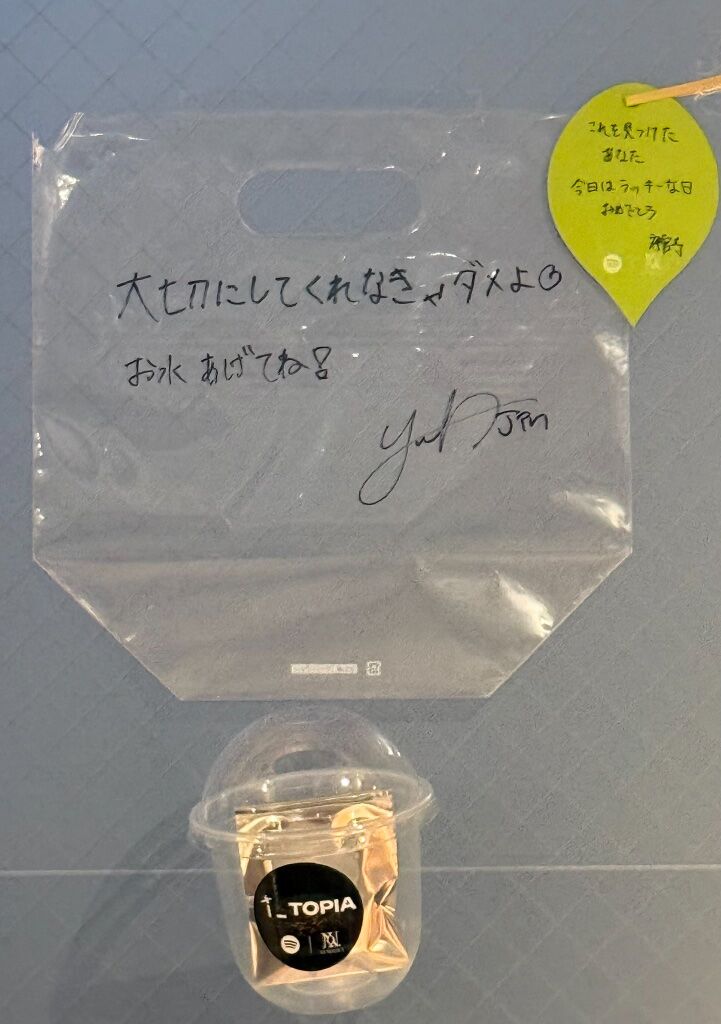 大切にしてくれなきゃダメよ
お水 あげてね!
これを見つけた
あなた
今日はラッキーな日
おめでとう
i_TOPIA